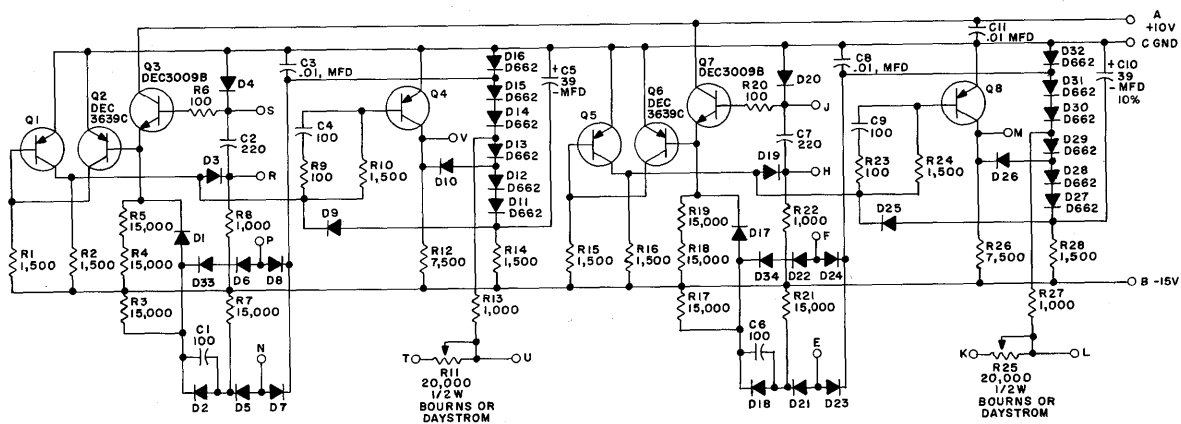 A
+10V
C GND
B -15V
C11
.01 MFD
Q3
DEC3009B
R6
100
D4
S
C3
.01, MFD
D16
D662
D15
D662
D14
D662
D13
D662
D12
D662
D11
D662
+C5
39
-MFD
Q7
DEC3009B
R20
100
D20
J
C8
.01, MFD
D32
D662
D31
D662
D30
D662
D29
D662
D28
D662
D27
D662
+C10
39
-MFD
10%
Q1
Q2
DEC
3639C
C2
220
D3
R
C4
100
R9
100
R10
1,500
Q4
V
D10
D9
Q5
Q6
DEC
3639C
C7
220
D19
H
C9
100
R23
100
R24
1,500
Q8
M
D26
D25
R1
1,500
R2
1,500
R5
15,000
R4
15,000
R3
15,000
D1
R8
1,000
P
D33
D6
D8
R7
15,000
R12
7,500
R14
1,500
R13
1,000
R15
1,500
R16
1,500
R19
15,000
R18
15,000
R17
15,000
D17
R22
1,000
F
D34
D22
D24
R21
15,000
R26
7,500
R28
1,500
R27
1,000
C1
100
N
D2
D5
D7
T
U
R11
20,000
1/2 W
BOURNS OR
DAYSTROM
C6
100
E
D18
D21
D23
K
L
R25
20,000
1/2 W
BOURNS OR
DAYSTROM